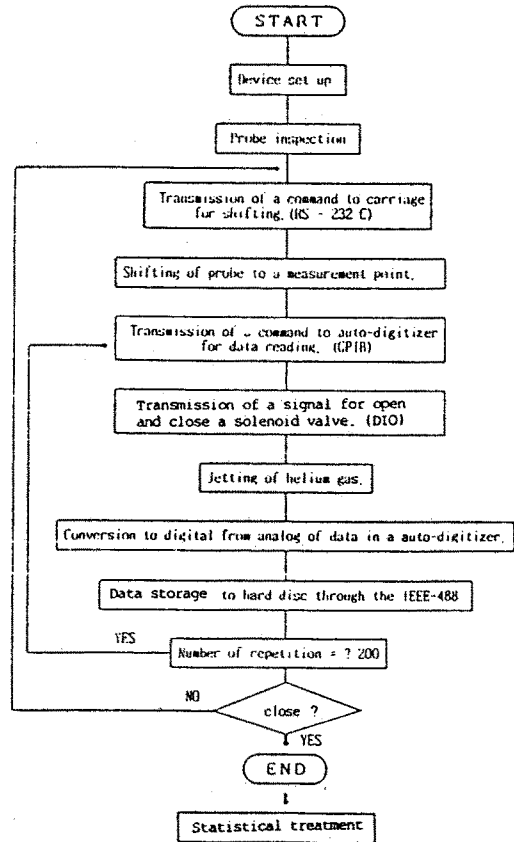 START
Device set up
Probe inspection
Transmission of a command to carriage
for shifting. (RS - 232 C)
Shifting of probe to a measurement point.
Transmission of a command to auto-digitizer
for data reading. (GPIB)
Transmission of a signal for open
and close a solenoid valve. (DIO)
Jetting of helium gas.
Conversion to digital from analog of data in a auto-digitizer.
Data storage to hard disc through the IEEE-488
YES
Number of repetition = ? 200
NO
close ?
YES
END
Statistical treatment